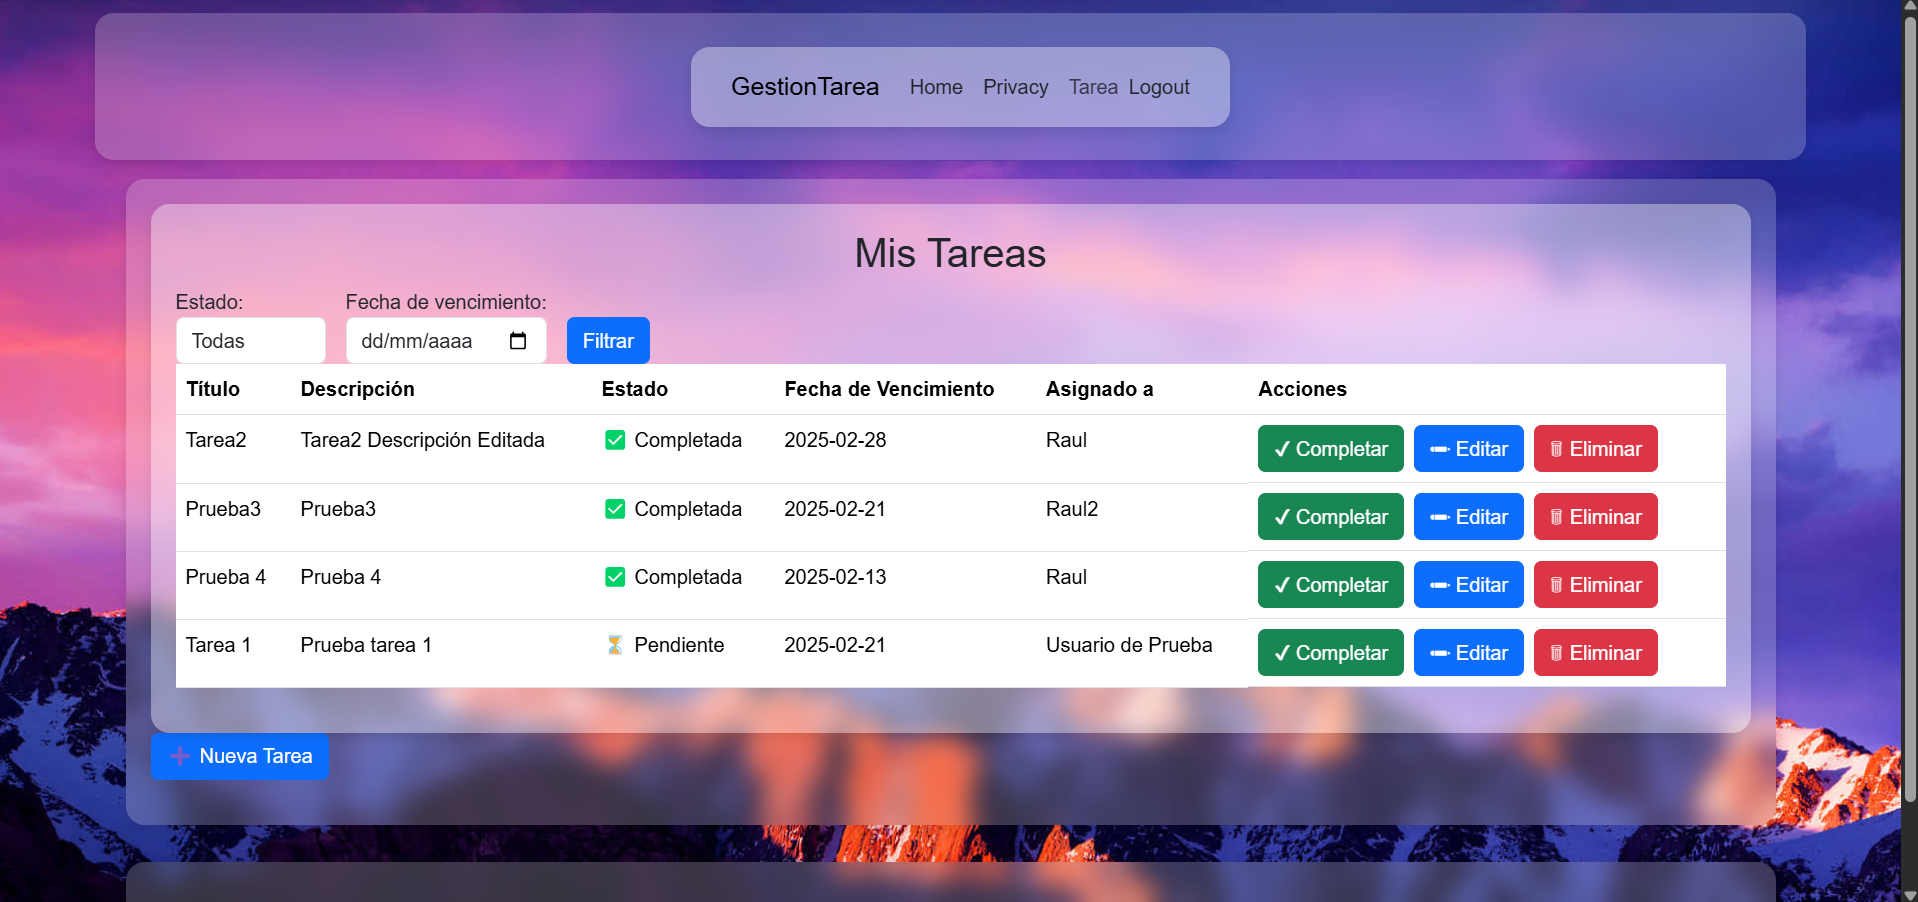 GestionTarea Home Privacy Tarea Logout
Mis Tareas
Estado: Fecha de vencimiento:
Todas dd/mm/aaaa Filtrar
Título Descripción Estado Fecha de Vencimiento Asignado a Acciones
Tarea2 Tarea2 Descripción Editada ✅ Completada 2025-02-28 Raul ✔ Completar ✏ Editar 🗑 Eliminar
Prueba3 Prueba3 ✅ Completada 2025-02-21 Raul2 ✔ Completar ✏ Editar 🗑 Eliminar
Prueba 4 Prueba 4 ✅ Completada 2025-02-13 Raul ✔ Completar ✏ Editar 🗑 Eliminar
Tarea 1 Prueba tarea 1 ⏳ Pendiente 2025-02-21 Usuario de Prueba ✔ Completar ✏ Editar 🗑 Eliminar
➕ Nueva Tarea